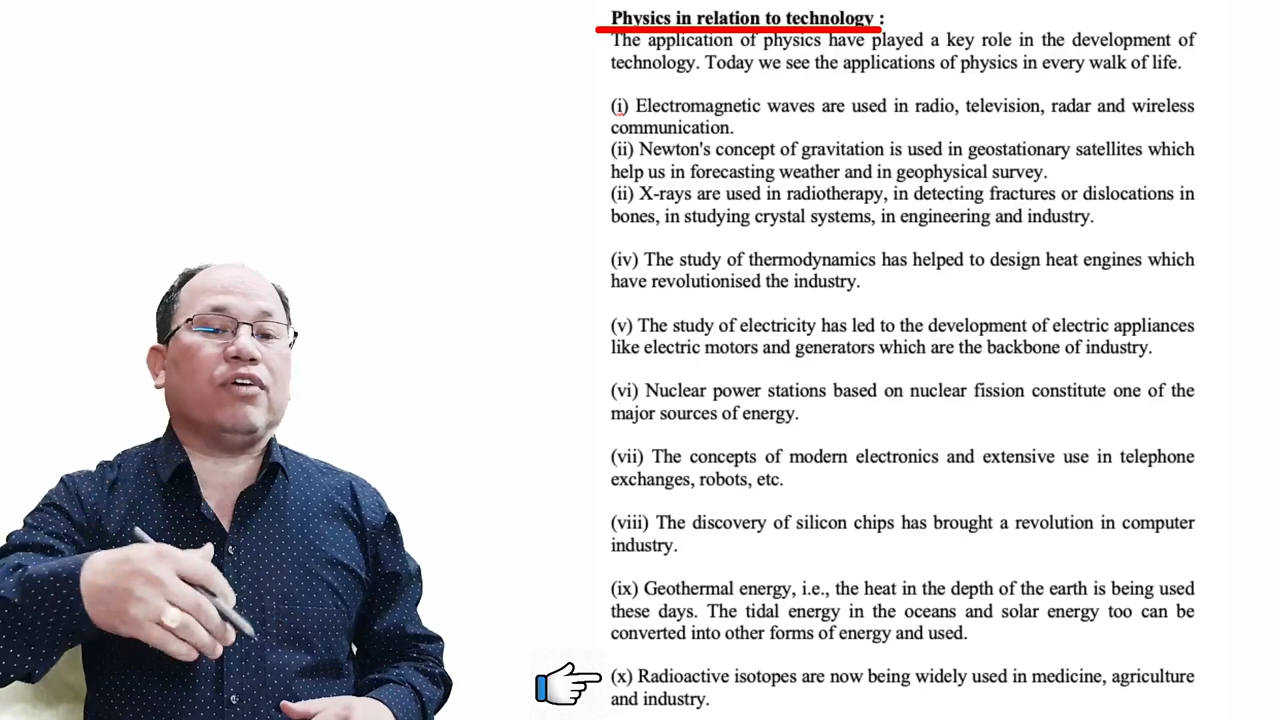 Physics in relation to technology :
The application of physics have played a key role in the development of
technology. Today we see the applications of physics in every walk of life.
(i) Electromagnetic waves are used in radio, television, radar and wireless
communication.
(ii) Newton's concept of gravitation is used in geostationary satellites which
help us in forecasting weather and in geophysical survey.
(ii) X-rays are used in radiotherapy, in detecting fractures or dislocations in
bones, in studying crystal systems, in engineering and industry.
(iv) The study of thermodynamics has helped to design heat engines which
have revolutionised the industry.
(v) The study of electricity has led to the development of electric appliances
like electric motors and generators which are the backbone of industry.
(vi) Nuclear power stations based on nuclear fission constitute one of the
major sources of energy.
(vii) The concepts of modern electronics and extensive use in telephone
exchanges, robots, etc.
(viii) The discovery of silicon chips has brought a revolution in computer
industry.
(ix) Geothermal energy, i.e., the heat in the depth of the earth is being used
these days. The tidal energy in the oceans and solar energy too can be
converted into other forms of energy and used.
(x) Radioactive isotopes are now being widely used in medicine, agriculture
and industry.